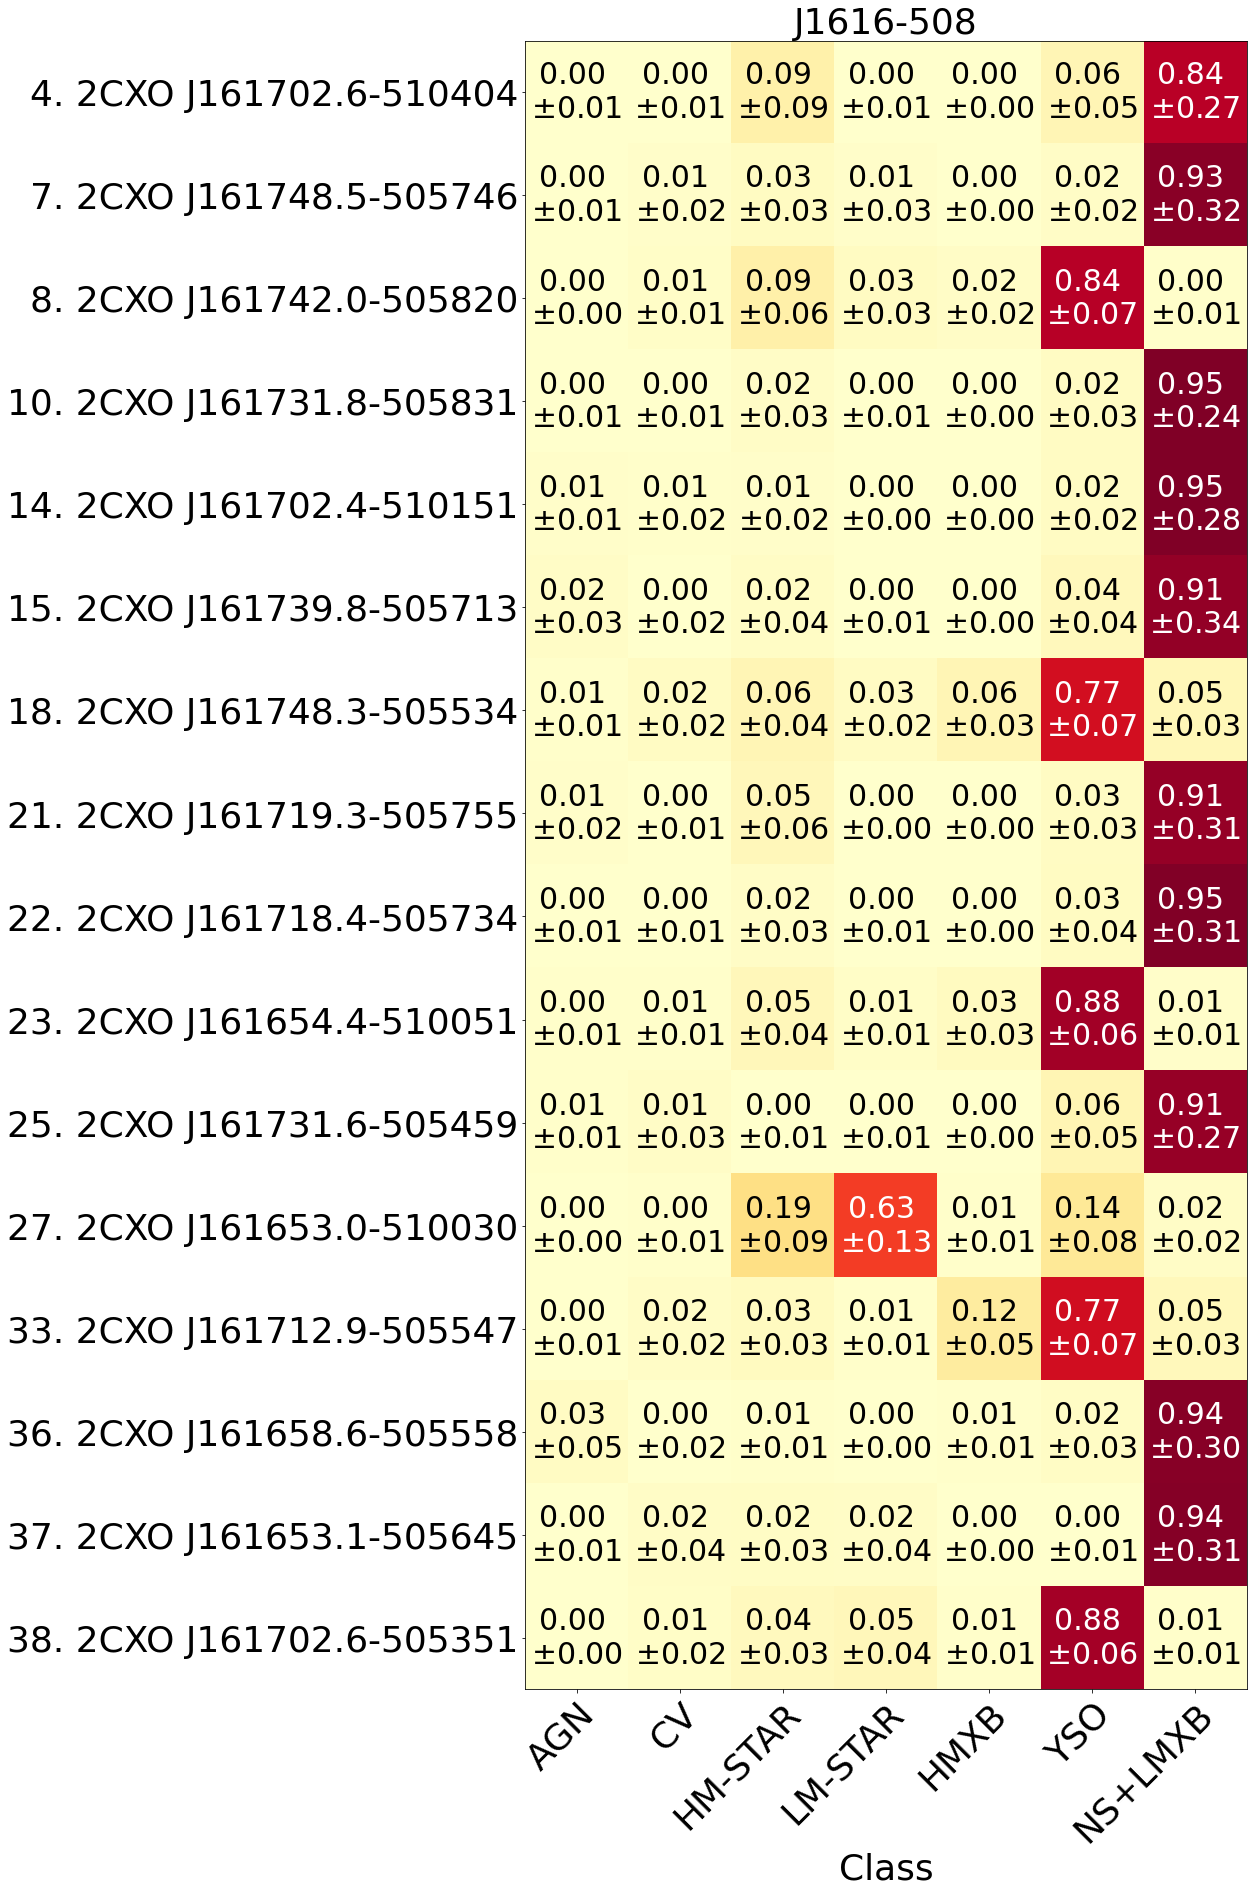 J1616-508
4. 2CXO J161702.6-510404 0.00 0.00 0.09 0.00 0.00 0.06 0.84
±0.01 ±0.01 ±0.09 ±0.01 ±0.00 ±0.05 ±0.27
7. 2CXO J161748.5-505746 0.00 0.01 0.03 0.01 0.00 0.02 0.93
±0.01 ±0.02 ±0.03 ±0.03 ±0.00 ±0.02 ±0.32
8. 2CXO J161742.0-505820 0.00 0.01 0.09 0.03 0.02 0.84 0.00
±0.00 ±0.01 ±0.06 ±0.03 ±0.02 ±0.07 ±0.01
10. 2CXO J161731.8-505831 0.00 0.00 0.02 0.00 0.00 0.02 0.95
±0.01 ±0.01 ±0.03 ±0.01 ±0.00 ±0.03 ±0.24
14. 2CXO J161702.4-510151 0.01 0.01 0.01 0.00 0.00 0.02 0.95
±0.01 ±0.02 ±0.02 ±0.00 ±0.00 ±0.02 ±0.28
15. 2CXO J161739.8-505713 0.02 0.00 0.02 0.00 0.00 0.04 0.91
±0.03 ±0.02 ±0.04 ±0.01 ±0.00 ±0.04 ±0.34
18. 2CXO J161748.3-505534 0.01 0.02 0.06 0.03 0.06 0.77 0.05
±0.01 ±0.02 ±0.04 ±0.02 ±0.03 ±0.07 ±0.03
21. 2CXO J161719.3-505755 0.01 0.00 0.05 0.00 0.00 0.03 0.91
±0.02 ±0.01 ±0.06 ±0.00 ±0.00 ±0.03 ±0.31
22. 2CXO J161718.4-505734 0.00 0.00 0.02 0.00 0.00 0.03 0.95
±0.01 ±0.01 ±0.03 ±0.01 ±0.00 ±0.04 ±0.31
23. 2CXO J161654.4-510051 0.00 0.01 0.05 0.01 0.03 0.88 0.01
±0.01 ±0.01 ±0.04 ±0.01 ±0.03 ±0.06 ±0.01
25. 2CXO J161731.6-505459 0.01 0.01 0.00 0.00 0.00 0.06 0.91
±0.01 ±0.03 ±0.01 ±0.01 ±0.00 ±0.05 ±0.27
27. 2CXO J161653.0-510030 0.00 0.00 0.19 0.63 0.01 0.14 0.02
±0.00 ±0.01 ±0.09 ±0.13 ±0.01 ±0.08 ±0.02
33. 2CXO J161712.9-505547 0.00 0.02 0.03 0.01 0.12 0.77 0.05
±0.01 ±0.02 ±0.03 ±0.01 ±0.05 ±0.07 ±0.03
36. 2CXO J161658.6-505558 0.03 0.00 0.01 0.00 0.01 0.02 0.94
±0.05 ±0.02 ±0.01 ±0.00 ±0.01 ±0.03 ±0.30
37. 2CXO J161653.1-505645 0.00 0.02 0.02 0.02 0.00 0.00 0.94
±0.01 ±0.04 ±0.03 ±0.04 ±0.00 ±0.01 ±0.31
38. 2CXO J161702.6-505351 0.00 0.01 0.04 0.05 0.01 0.88 0.01
±0.00 ±0.02 ±0.03 ±0.04 ±0.01 ±0.06 ±0.01
AGN CV HM-STAR LM-STAR HMXB YSO NS+LMXB
Class